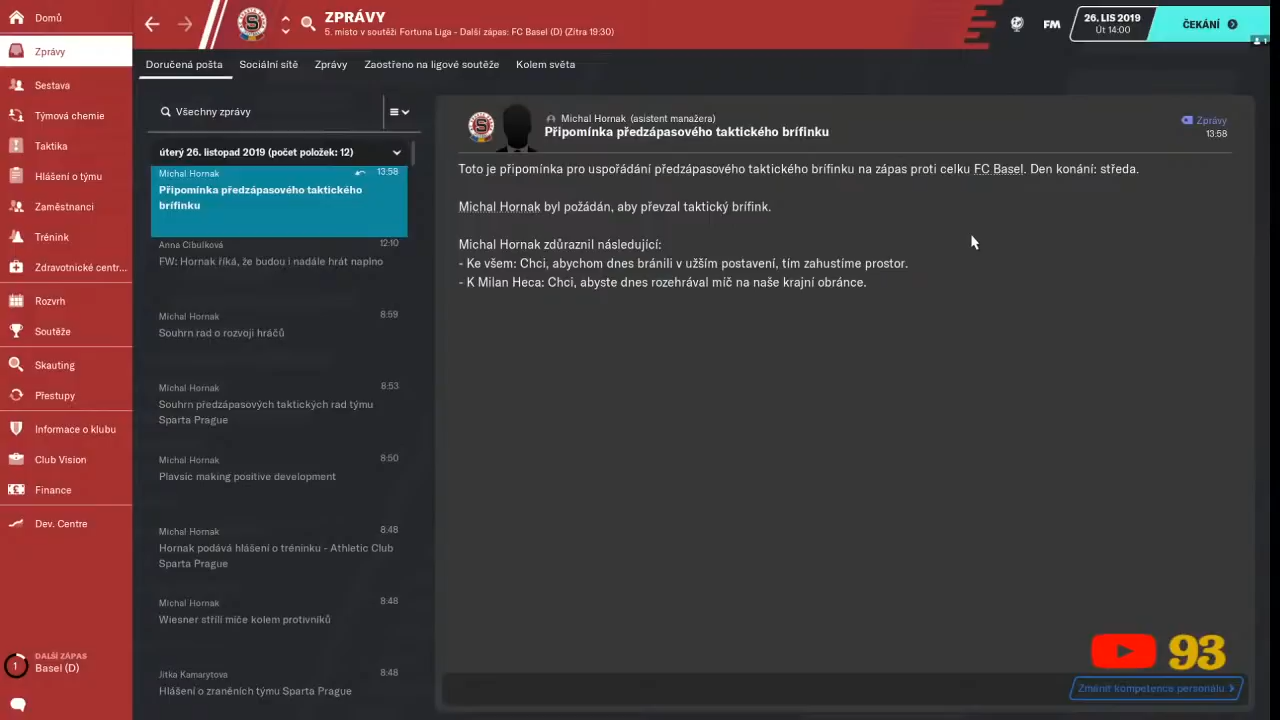 Domů
Zprávy
Sestava
Týmová chemie
Taktika
Hlášení o týmu
Zaměstnanci
Trénink
Zdravotnické centr...
Rozvrh
Soutěže
Skauting
Přestupy
Informace o klubu
Club Vision
Finance
Dev. Centre
1
DALŠÍ ZÁPAS
Basel (D)
ZPRÁVY
5. místo v soutěži Fortuna Liga - Další zápas: FC Basel (D) (Zítra 19:30)
FM
26. LIS 2019
Út 14:00
ČEKÁNÍ
1
Doručená pošta
Sociální sítě
Zprávy
Zaostřeno na ligové soutěže
Kolem světa
Všechny zprávy
úterý 26. listopad 2019 (počet položek: 12)
Michal Hornak 13:58
Připomínka předzápasového taktického
brífinku
Anna Cibulková 12:10
FW: Hornak říká, že budou i nadále hrát naplno
Michal Hornak 8:59
Souhrn rad o rozvoji hráčů
Michal Hornak 8:53
Souhrn předzápasových taktických rad týmu
Sparta Prague
Michal Hornak 8:50
Plavsic making positive development
Michal Hornak 8:48
Hornak podává hlášení o tréninku - Athletic Club
Sparta Prague
Michal Hornak 8:48
Wiesner střílí míče kolem protivníků
Jitka Kamarytova 8:48
Hlášení o zraněních týmu Sparta Prague
Michal Hornak (asistent manažera)
Připomínka předzápasového taktického brífinku
Zprávy
13:58
Toto je připomínka pro uspořádání předzápasového taktického brífinku na zápas proti celku FC Basel. Den konání: středa.
Michal Hornak byl požádán, aby převzal taktický brífink.
Michal Hornak zdůraznil následující:
- Ke všem: Chci, abychom dnes bránili v užším postavení, tím zahustíme prostor.
- K Milan Heca: Chci, abyste dnes rozehrával míč na naše krajní obránce.
93
Změnit kompetence personálu